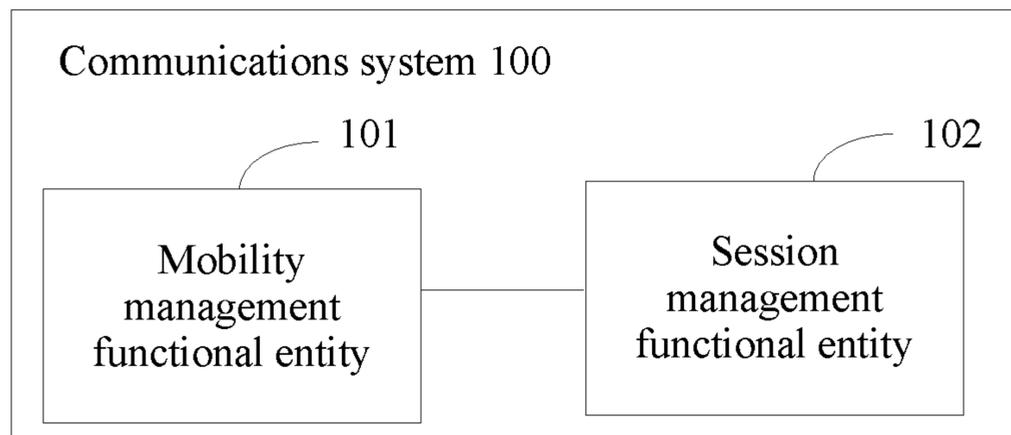 Communications system 100
101
102
Mobility
management
functional entity
Session
management
functional entity